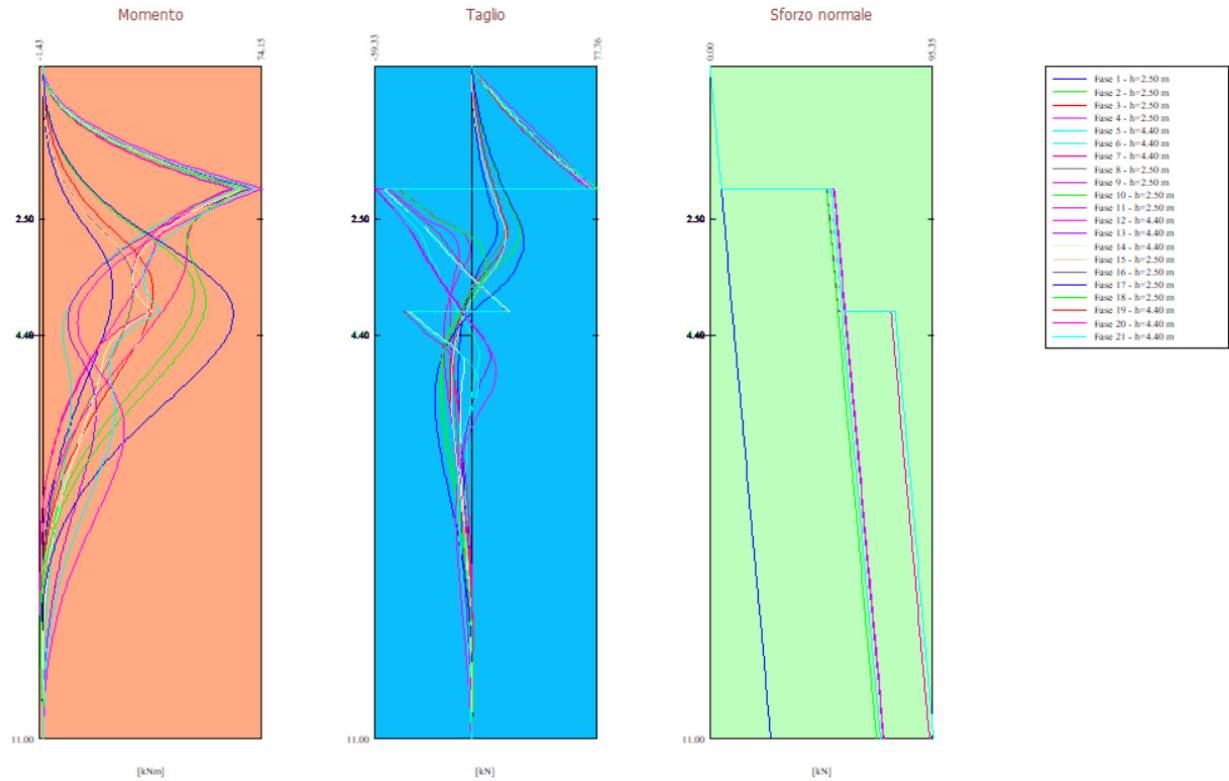 Momento
Taglio
Sforzo normale
-1.43
74.15
-59.33
77.76
0.00
95.35
2.50
4.40
11.00
[kNm]
2.50
4.40
11.00
[kN]
2.50
4.40
11.00
[kN]
Fase 1 - h=2.50 m
Fase 2 - h=2.50 m
Fase 3 - h=2.50 m
Fase 4 - h=2.50 m
Fase 5 - h=4.40 m
Fase 6 - h=4.40 m
Fase 7 - h=4.40 m
Fase 8 - h=2.50 m
Fase 9 - h=2.50 m
Fase 10 - h=2.50 m
Fase 11 - h=2.50 m
Fase 12 - h=4.40 m
Fase 13 - h=4.40 m
Fase 14 - h=4.40 m
Fase 15 - h=2.50 m
Fase 16 - h=2.50 m
Fase 17 - h=2.50 m
Fase 18 - h=2.50 m
Fase 19 - h=4.40 m
Fase 20 - h=4.40 m
Fase 21 - h=4.40 m